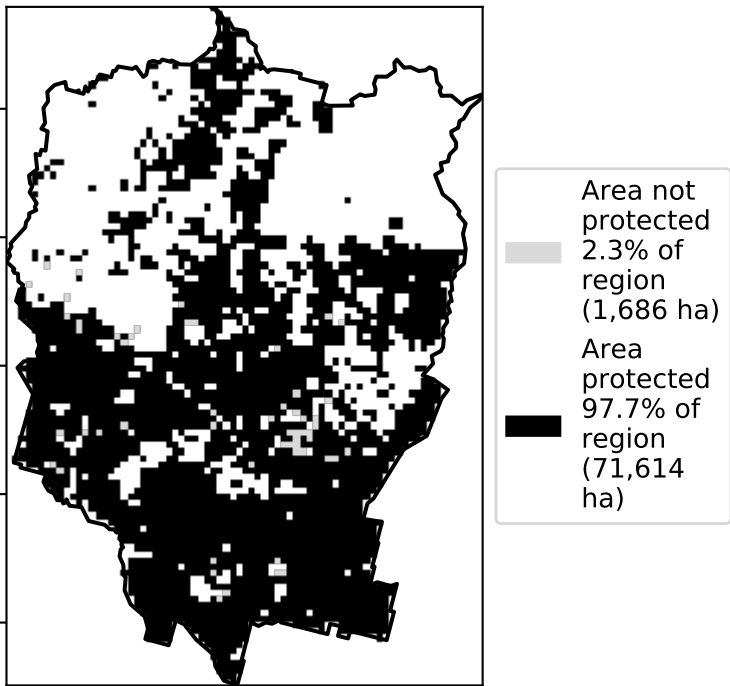 Area not
protected
2.3% of
region
(1,686 ha)
Area
protected
97.7% of
region
(71,614
ha)